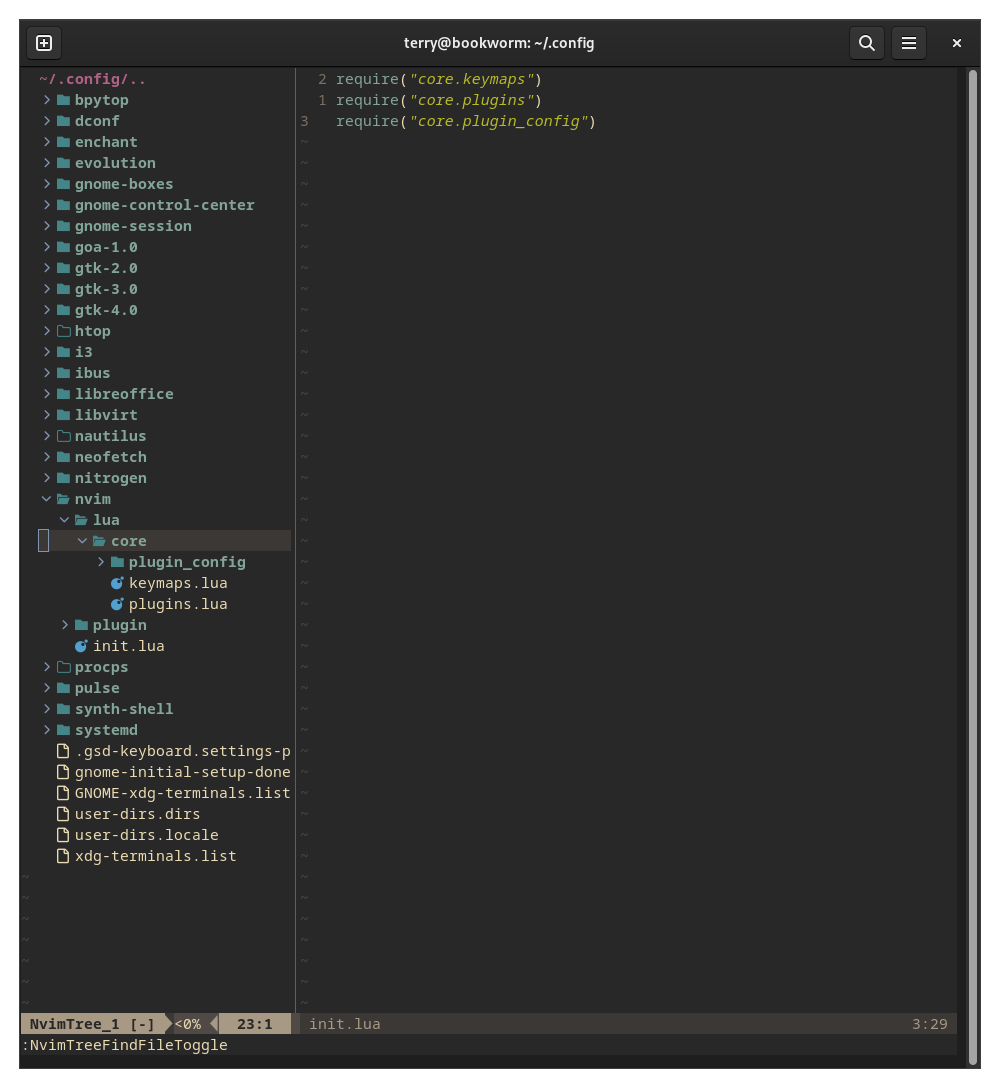 terry@bookworm: ~/.config
~/.config/..
bpytop
dconf
enchant
evolution
gnome-boxes
gnome-control-center
gnome-session
goa-1.0
gtk-2.0
gtk-3.0
gtk-4.0
htop
i3
ibus
libreoffice
libvirt
nautilus
neofetch
nitrogen
nvim
lua
core
plugin_config
keymaps.lua
plugins.lua
plugin
init.lua
procps
pulse
synth-shell
systemd
.gsd-keyboard.settings-p
gnome-initial-setup-done
GNOME-xdg-terminals.list
user-dirs.dirs
user-dirs.locale
xdg-terminals.list
2 require("core.keymaps")
1 require("core.plugins")
3 require("core.plugin_config")
NvimTree_1 [-] <0% 23:1 init.lua 3:29
:NvimTreeFindFileToggle